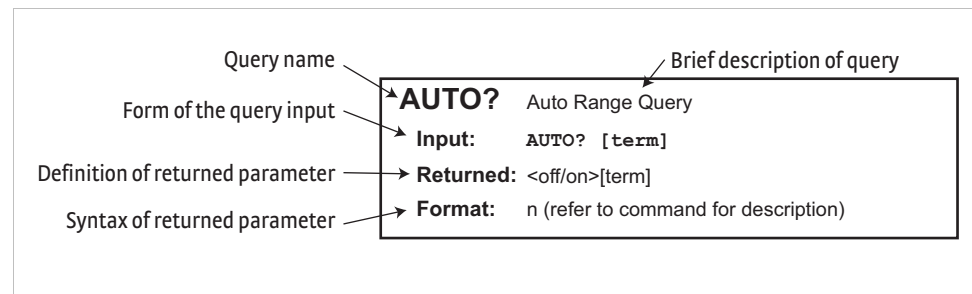 Query name
Brief description of query
AUTO? Auto Range Query
Form of the query input
Input: AUTO? [term]
Definition of returned parameter
Returned: <off/on>[term]
Syntax of returned parameter
Format: n (refer to command for description)